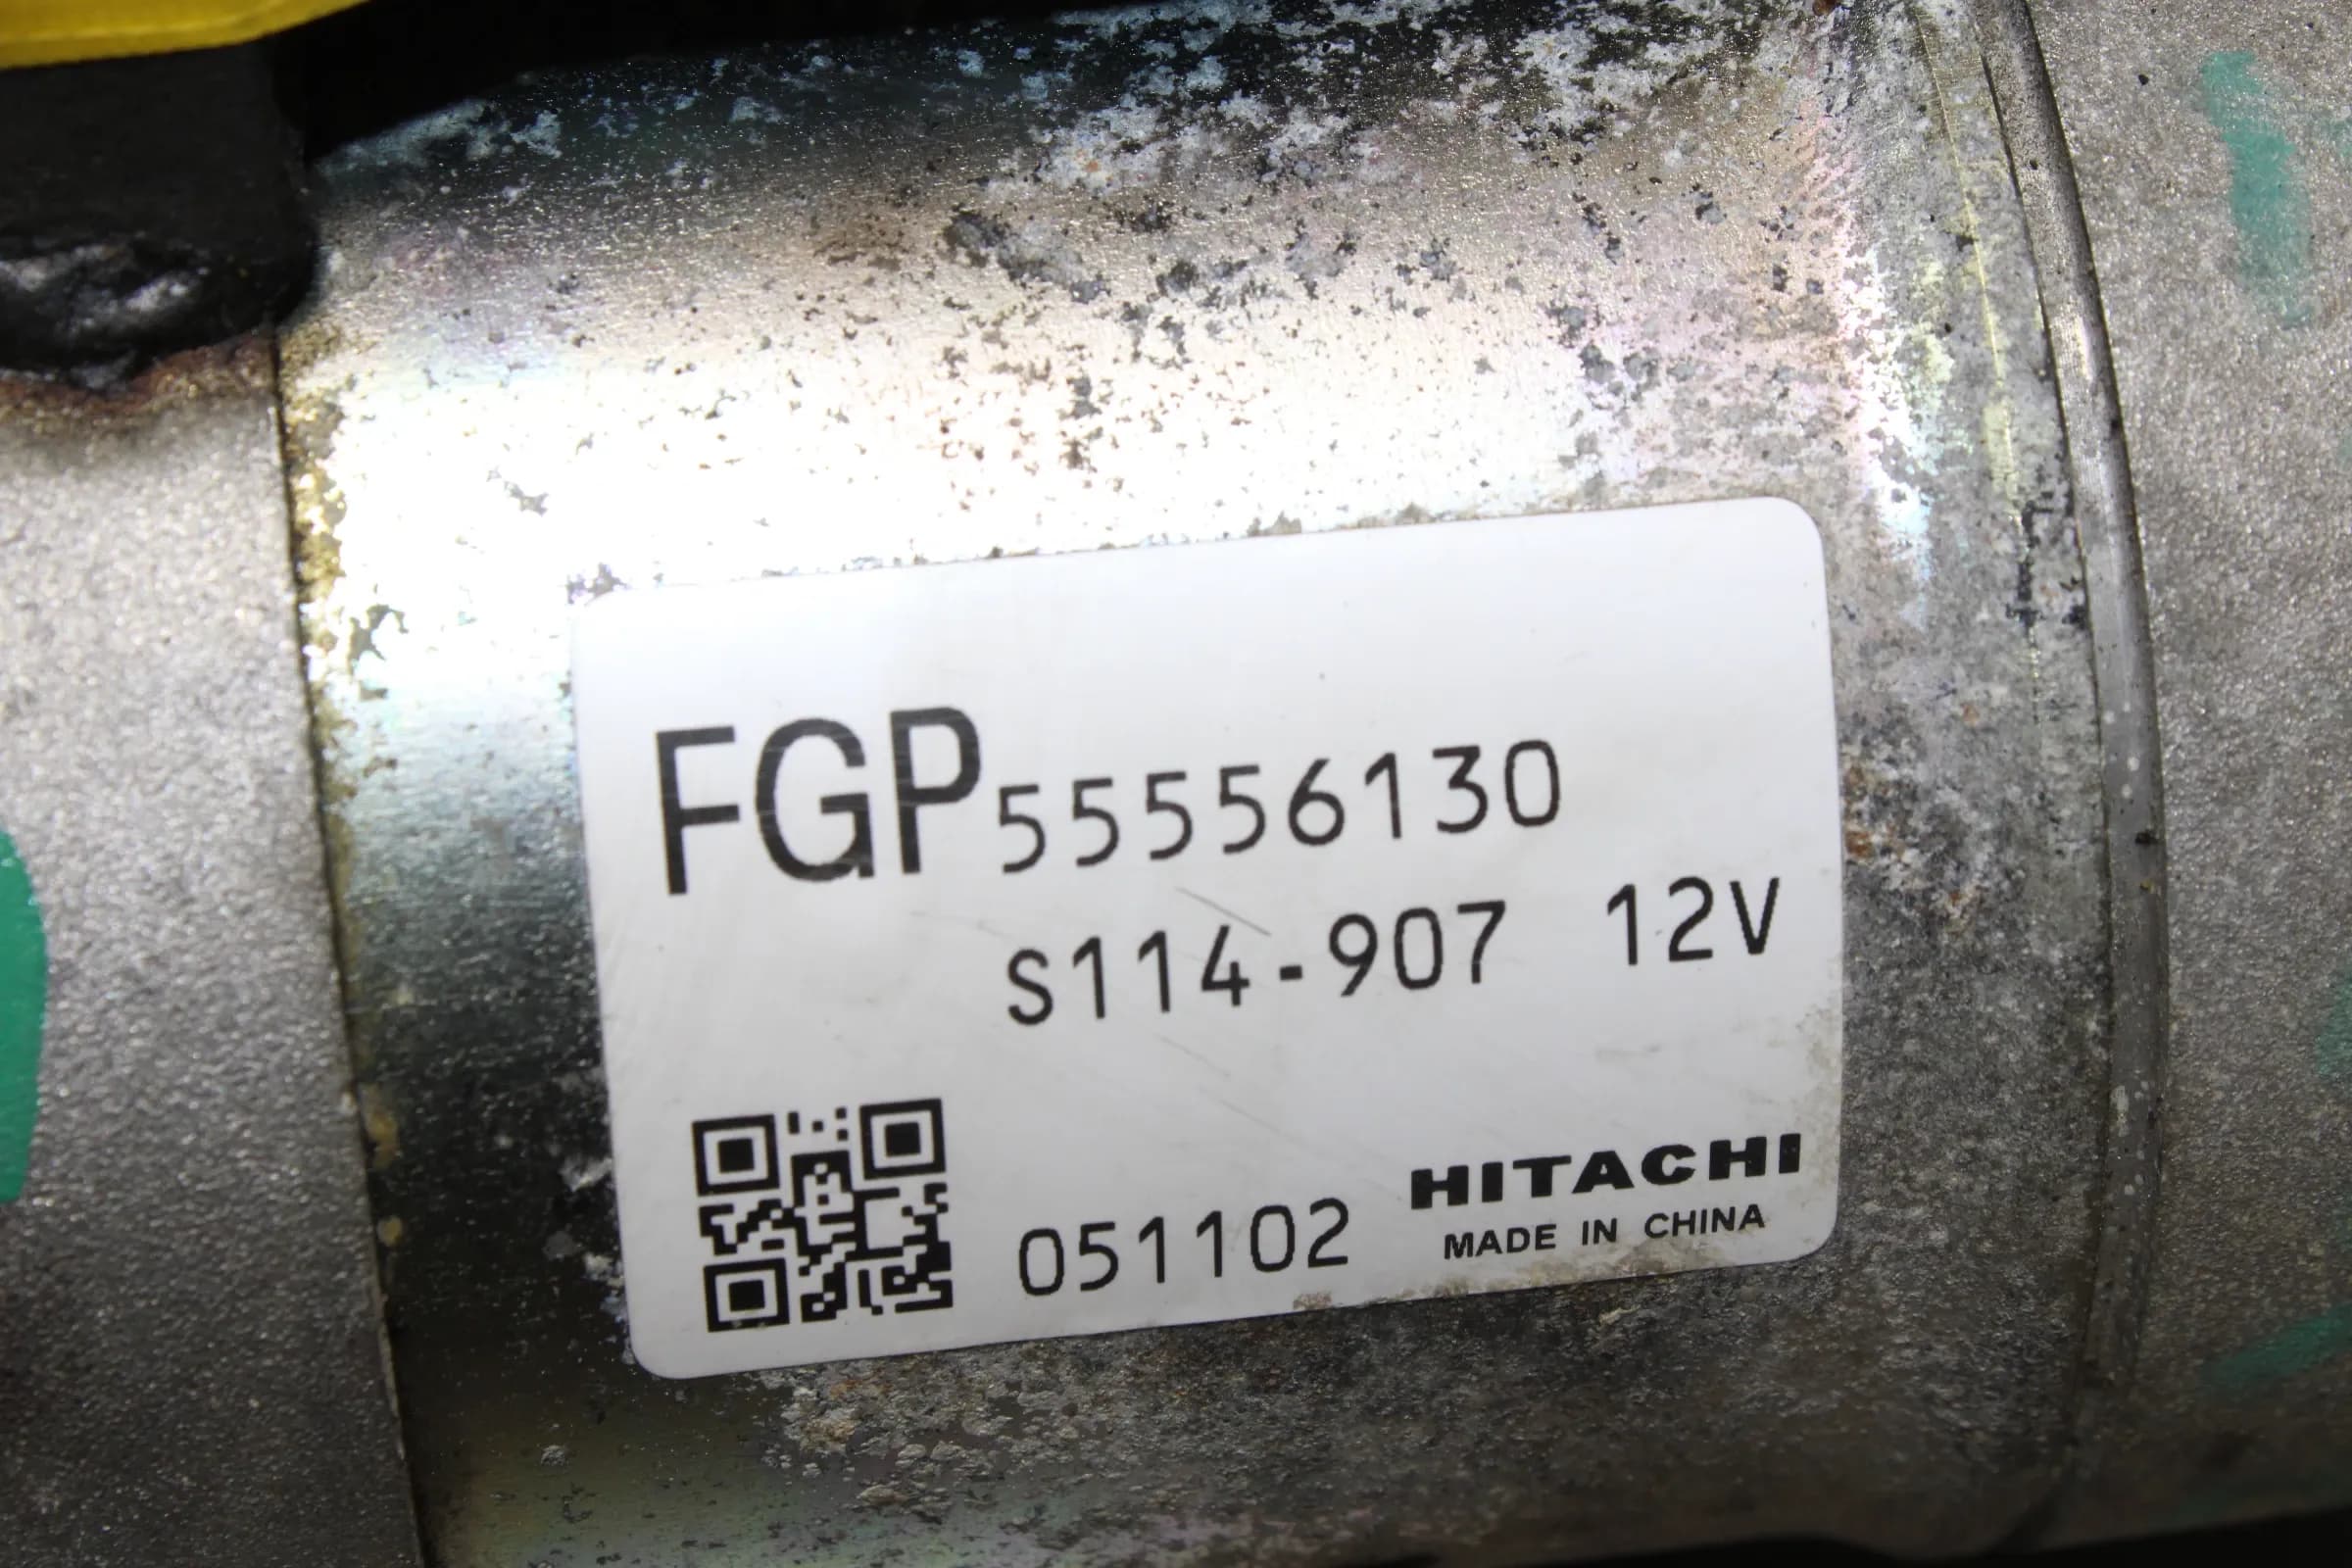 FGP 55556130
S114-907 12V
051102 HITACHI
MADE IN CHINA